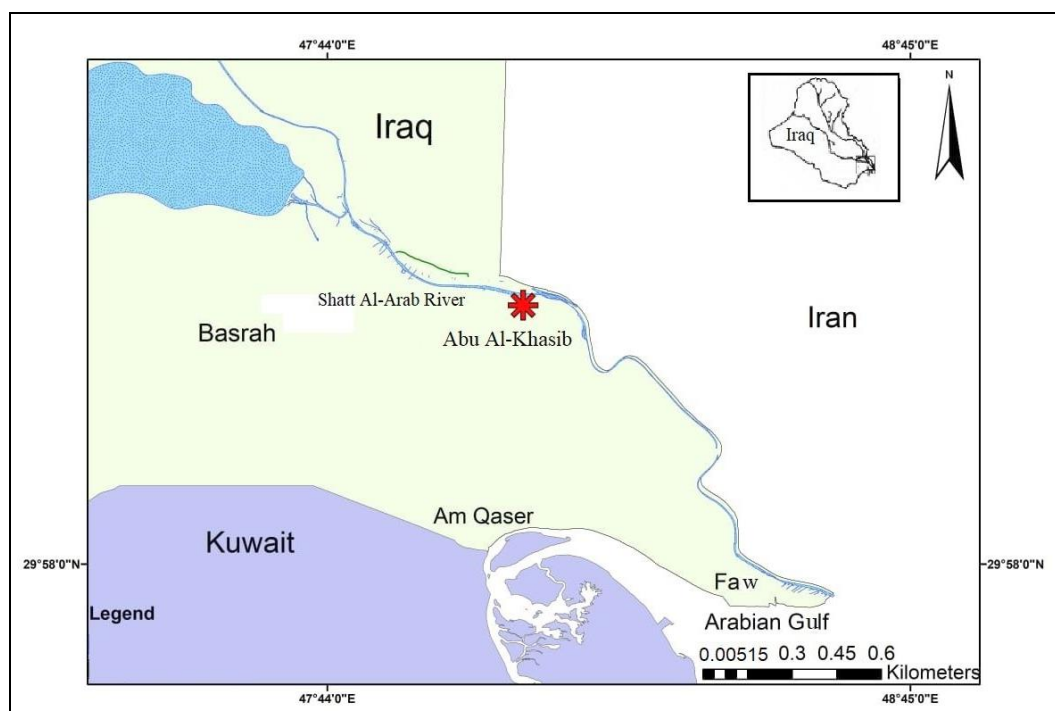 47°44'0"E
48°45'0"E
N
Iraq
Iraq
Shatt Al-Arab River
Basrah
Abu Al-Khasib
Iran
Am Qaser
Kuwait
29°58'0"N
29°58'0"N
Faw
Legend
Arabian Gulf
0.00515 0.3 0.45 0.6
Kilometers
47°44'0"E
48°45'0"E